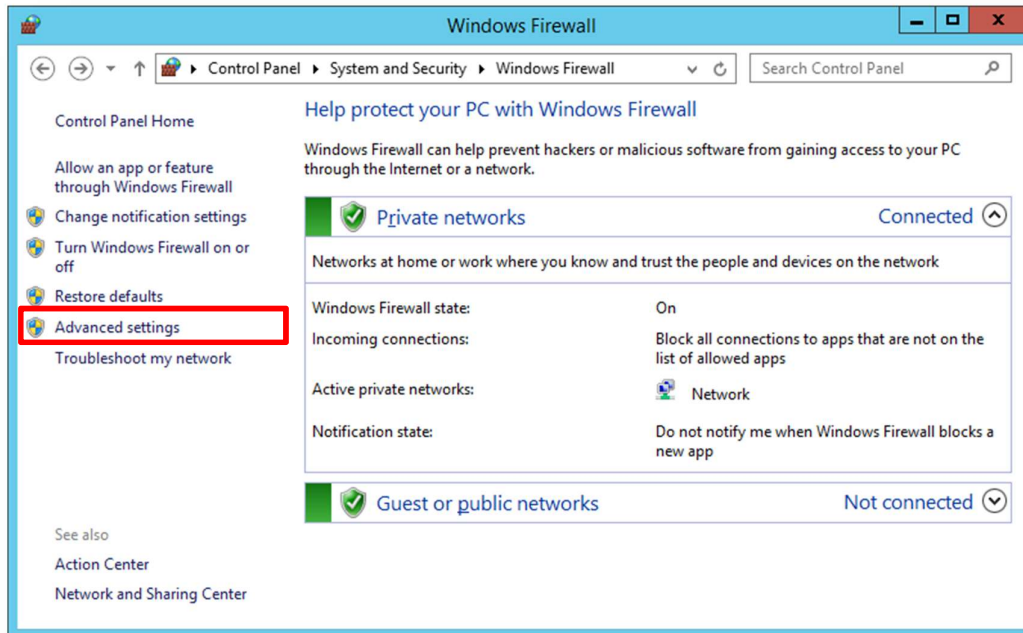 Windows Firewall
Control Panel System and Security Windows Firewall
Search Control Panel
Control Panel Home
Allow an app or feature
through Windows Firewall
Change notification settings
Turn Windows Firewall on or
off
Restore defaults
Advanced settings
Troubleshoot my network
See also
Action Center
Network and Sharing Center
Help protect your PC with Windows Firewall
Windows Firewall can help prevent hackers or malicious software from gaining access to your PC
through the Internet or a network.
Private networks Connected
Networks at home or work where you know and trust the people and devices on the network
Windows Firewall state: On
Incoming connections: Block all connections to apps that are not on the
list of allowed apps
Active private networks: Network
Notification state: Do not notify me when Windows Firewall blocks a
new app
Guest or public networks Not connected